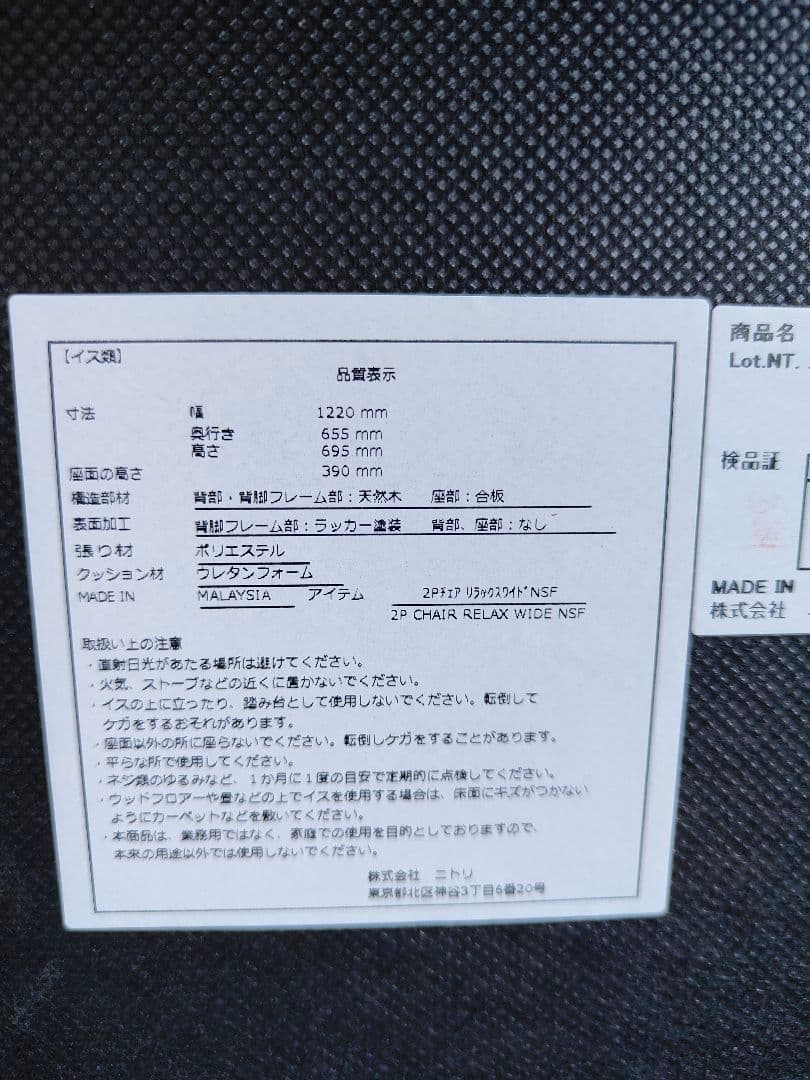 【イス類】
品質表示
寸法 幅 1220 mm
奥行き 655 mm
高さ 695 mm
座面の高さ 390 mm
構造部材 背部・背脚フレーム部：天然木 座部：合板
表面加工 背脚フレーム部：ラッカー塗装 背部、座部：なし
張り材 ポリエステル
クッション材 ウレタンフォーム
MADE IN MALAYSIA アイテム 2Pﾁｪｱ ﾘﾗｯｸｽﾜｲﾄﾞNSF
2P CHAIR RELAX WIDE NSF
取扱い上の注意
・直射日光があたる場所は避けてください。
・火気、ストーブなどの近くに置かないでください。
・イスの上に立ったり、踏み台として使用しないでください。転倒して
ケガをするおそれがあります。
・座面以外の所に座らないでください。転倒しケガをすることがあります。
・平らな所で使用してください。
・ネジ類のゆるみなど、１か月に１度の目安で定期的に点検してください。
・ウッドフロアーや畳などの上でイスを使用する場合は、床面にキズがつかない
ようにカーペットなどを敷いてください。
・本商品は、業務用ではなく、家庭での使用を目的としておりますので、
本来の用途以外では使用しないでください。
株式会社 ニトリ
東京都北区神谷3丁目6番20号
商品名
Lot.NT.
検品証
MADE IN
株式会社